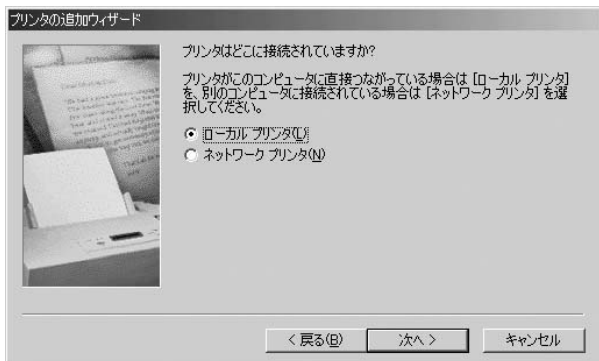 プリンタの追加ウィザード
プリンタはどこに接続されていますか?
プリンタがこのコンピュータに直接つながっている場合は [ローカル プリンタ]
を、別のコンピュータに接続されている場合は [ネットワーク プリンタ] を選
択してください。
ローカル プリンタ(L)
ネットワーク プリンタ(N)
< 戻る(B)
次へ >
キャンセル